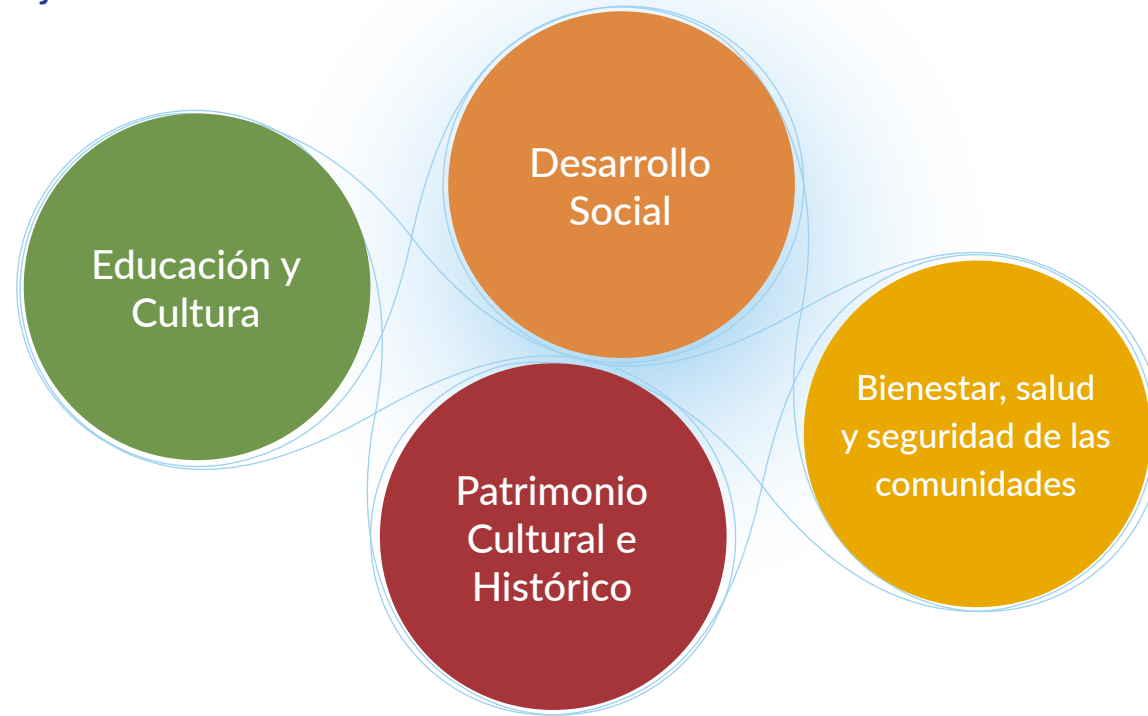 Educación y
Cultura
Desarrollo
Social
Patrimonio
Cultural e
Histórico
Bienestar, salud
y seguridad de las
comunidades